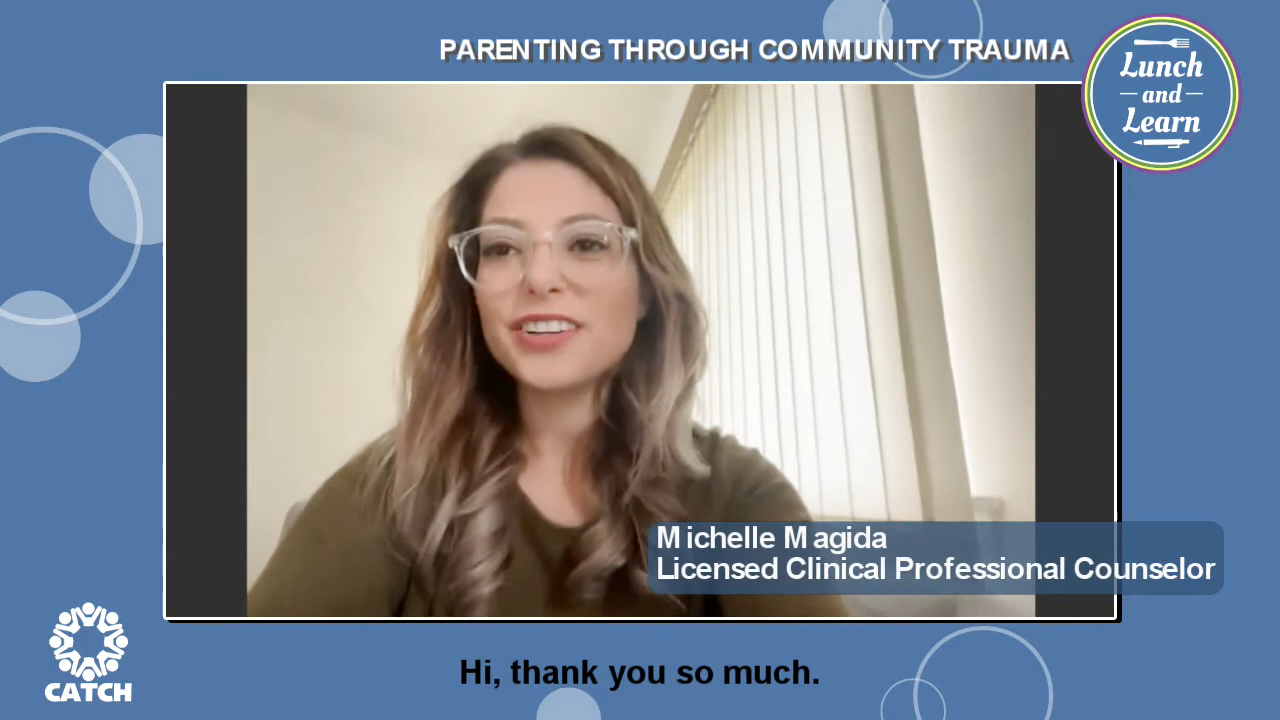 PARENTING THROUGH COMMUNITY TRAUMA
Lunch
and
Learn
Michelle Magida
Licensed Clinical Professional Counselor
CATCH
Hi, thank you so much.